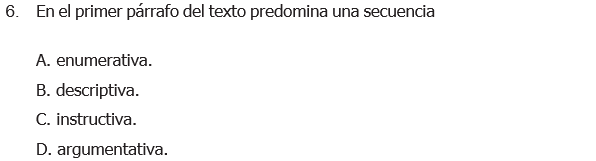 6. En el primer párrafo del texto predomina una secuencia
A. enumerativa.
B. descriptiva.
C. instructiva.
D. argumentativa.